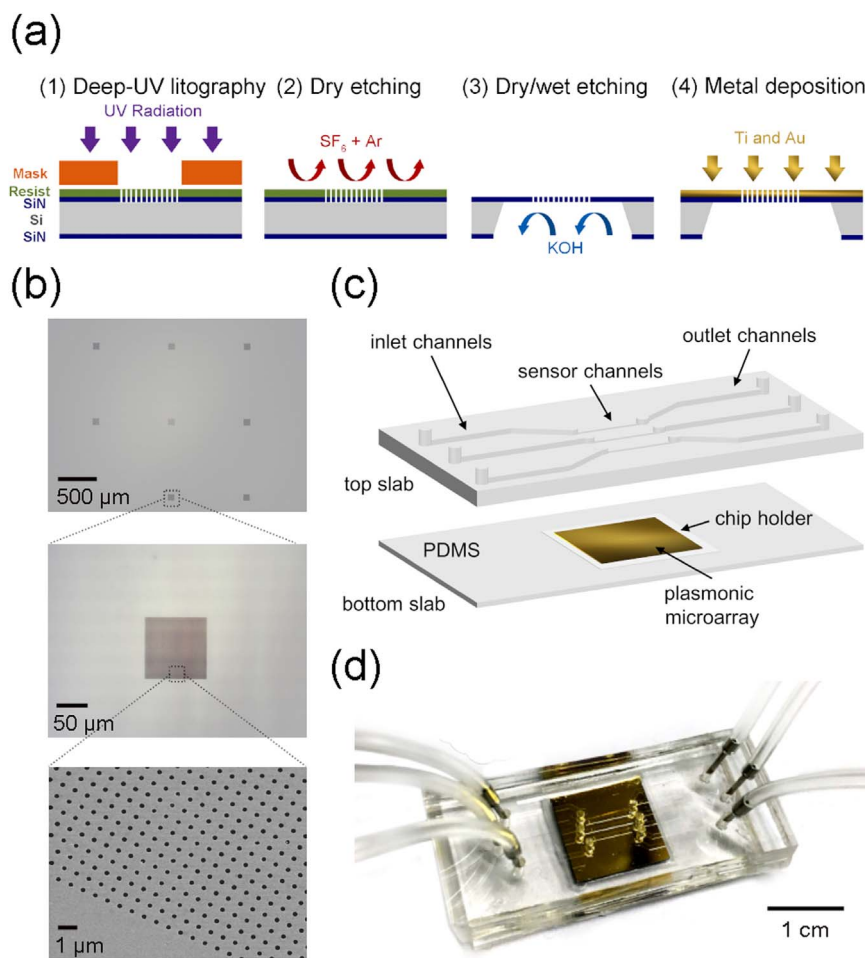 (a)
(1) Deep-UV litography
(2) Dry etching
(3) Dry/wet etching
(4) Metal deposition
UV Radiation
SF6 + Ar
Ti and Au
Mask
Resist
SiN
Si
SiN
KOH
(b)
500 µm
50 µm
1 µm
(c)
inlet channels
sensor channels
outlet channels
top slab
PDMS
chip holder
bottom slab
plasmonic
microarray
(d)
1 cm